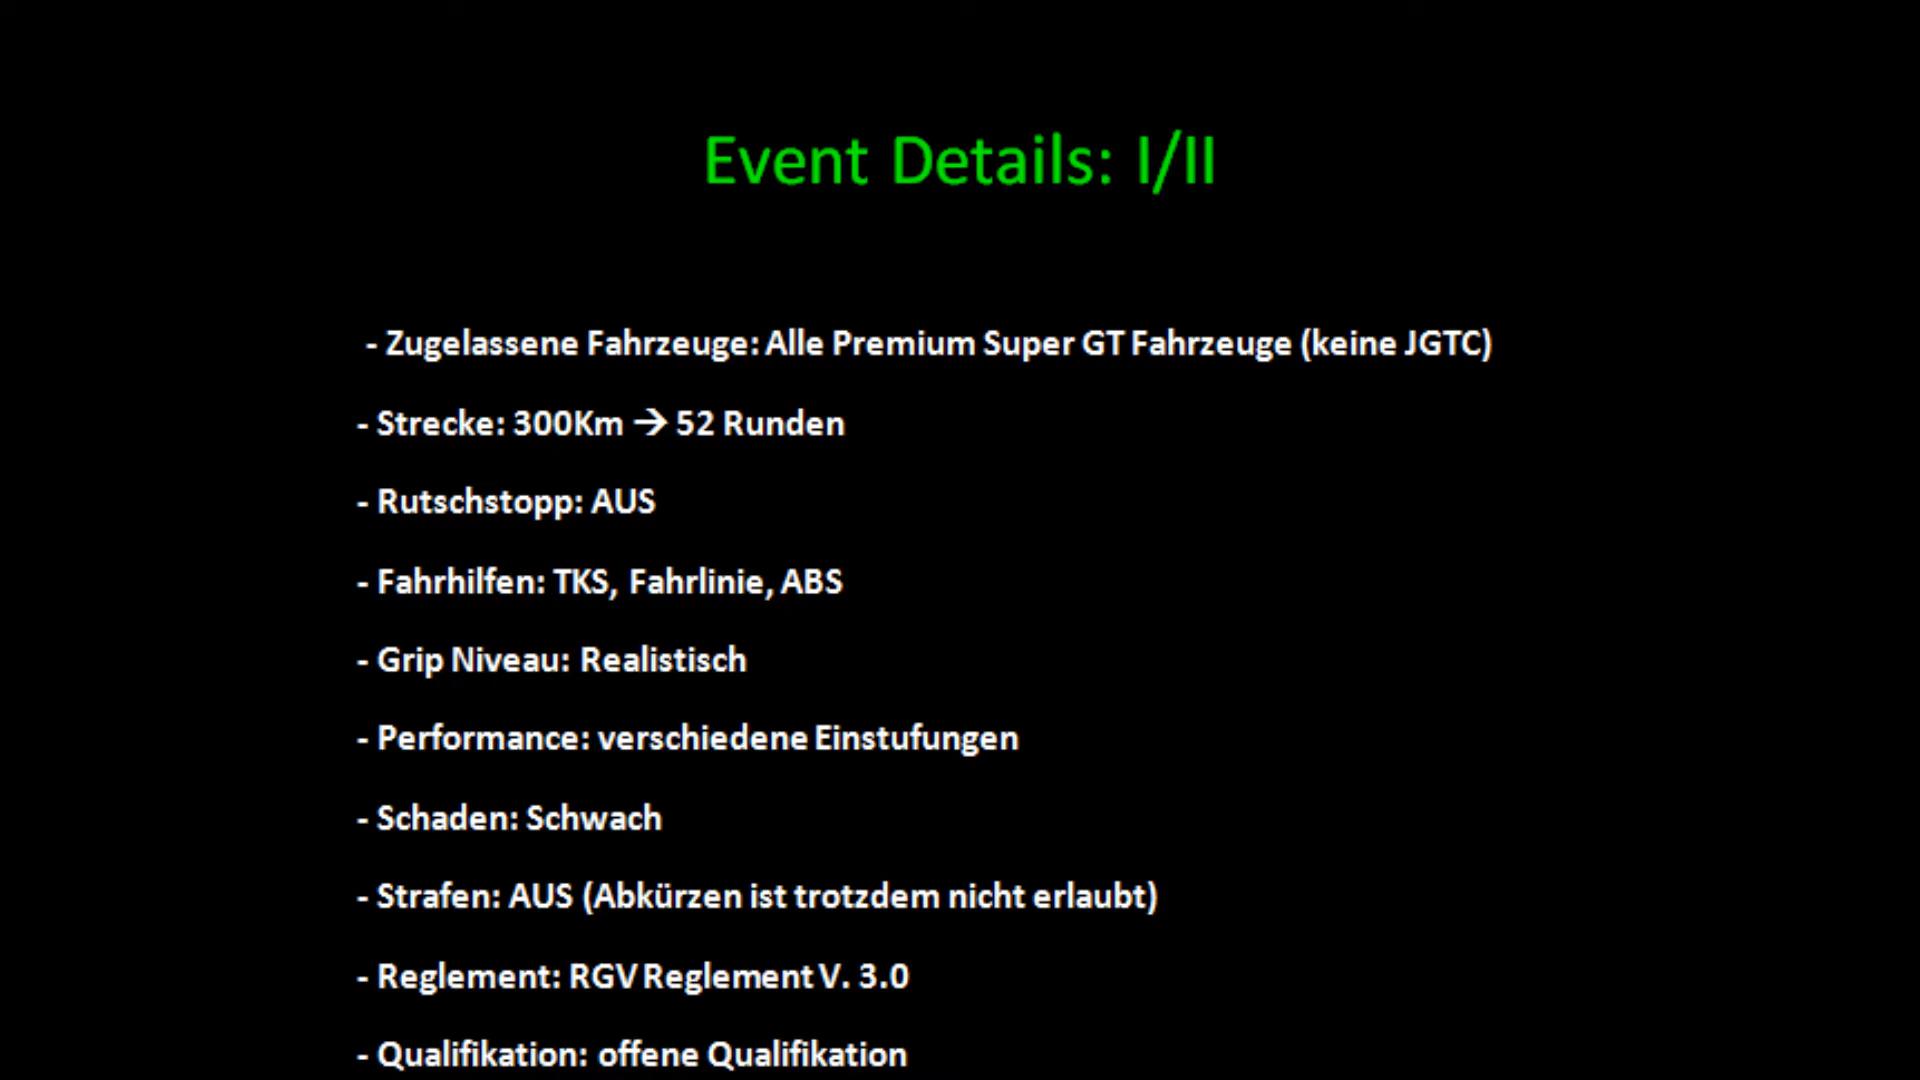 Event Details: I/II
- Zugelassene Fahrzeuge: Alle Premium Super GT Fahrzeuge (keine JGTC)
- Strecke: 300Km → 52 Runden
- Rutschstopp: AUS
- Fahrhilfen: TKS, Fahrlinie, ABS
- Grip Niveau: Realistisch
- Performance: verschiedene Einstufungen
- Schaden: Schwach
- Strafen: AUS (Abkürzen ist trotzdem nicht erlaubt)
- Reglement: RGV Reglement V. 3.0
- Qualifikation: offene Qualifikation